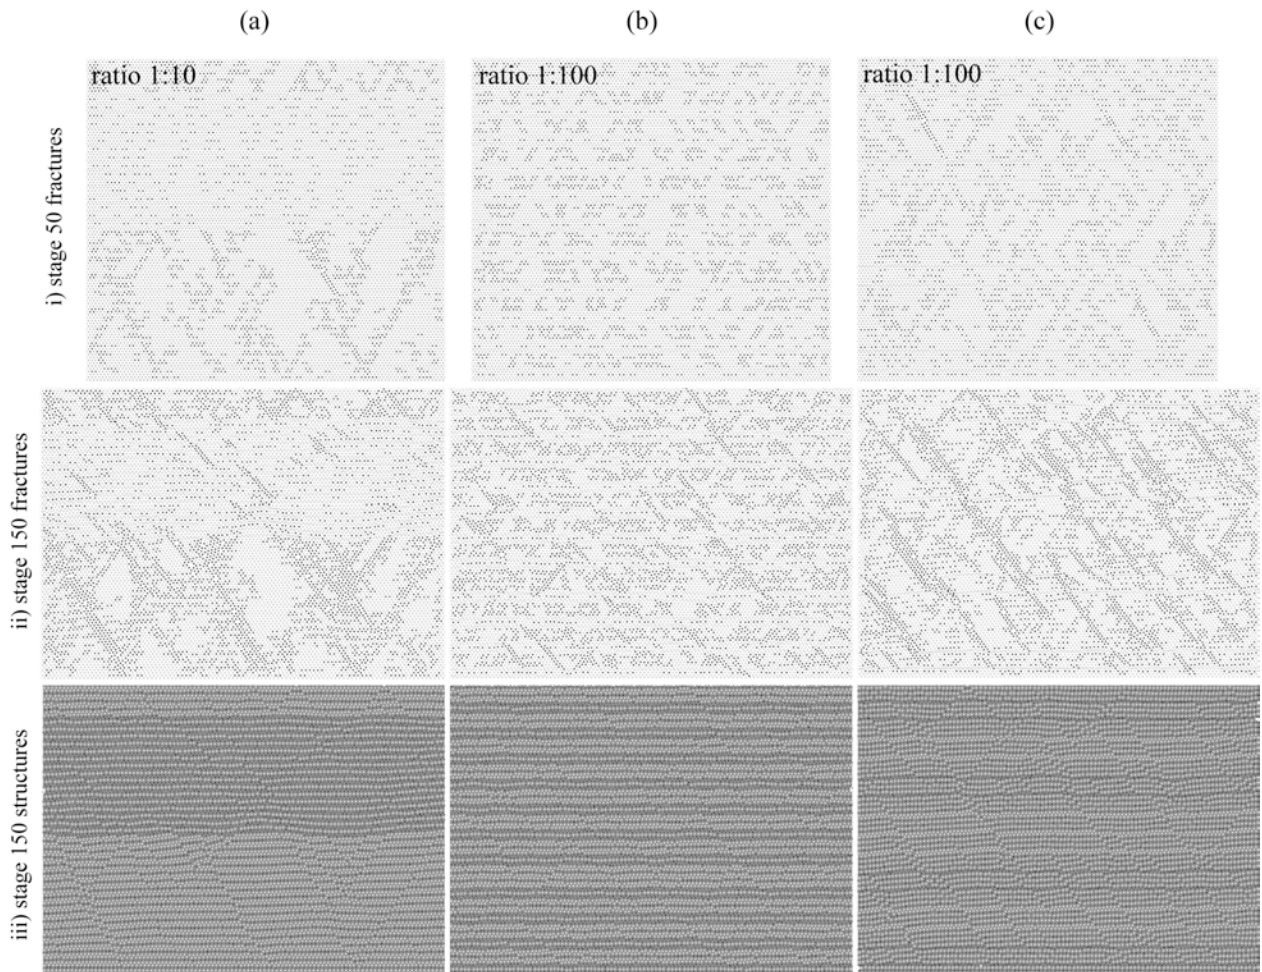 (a)
(b)
(c)
ratio 1:10
ratio 1:100
ratio 1:100
i) stage 50 fractures
ii) stage 150 fractures
iii) stage 150 structures